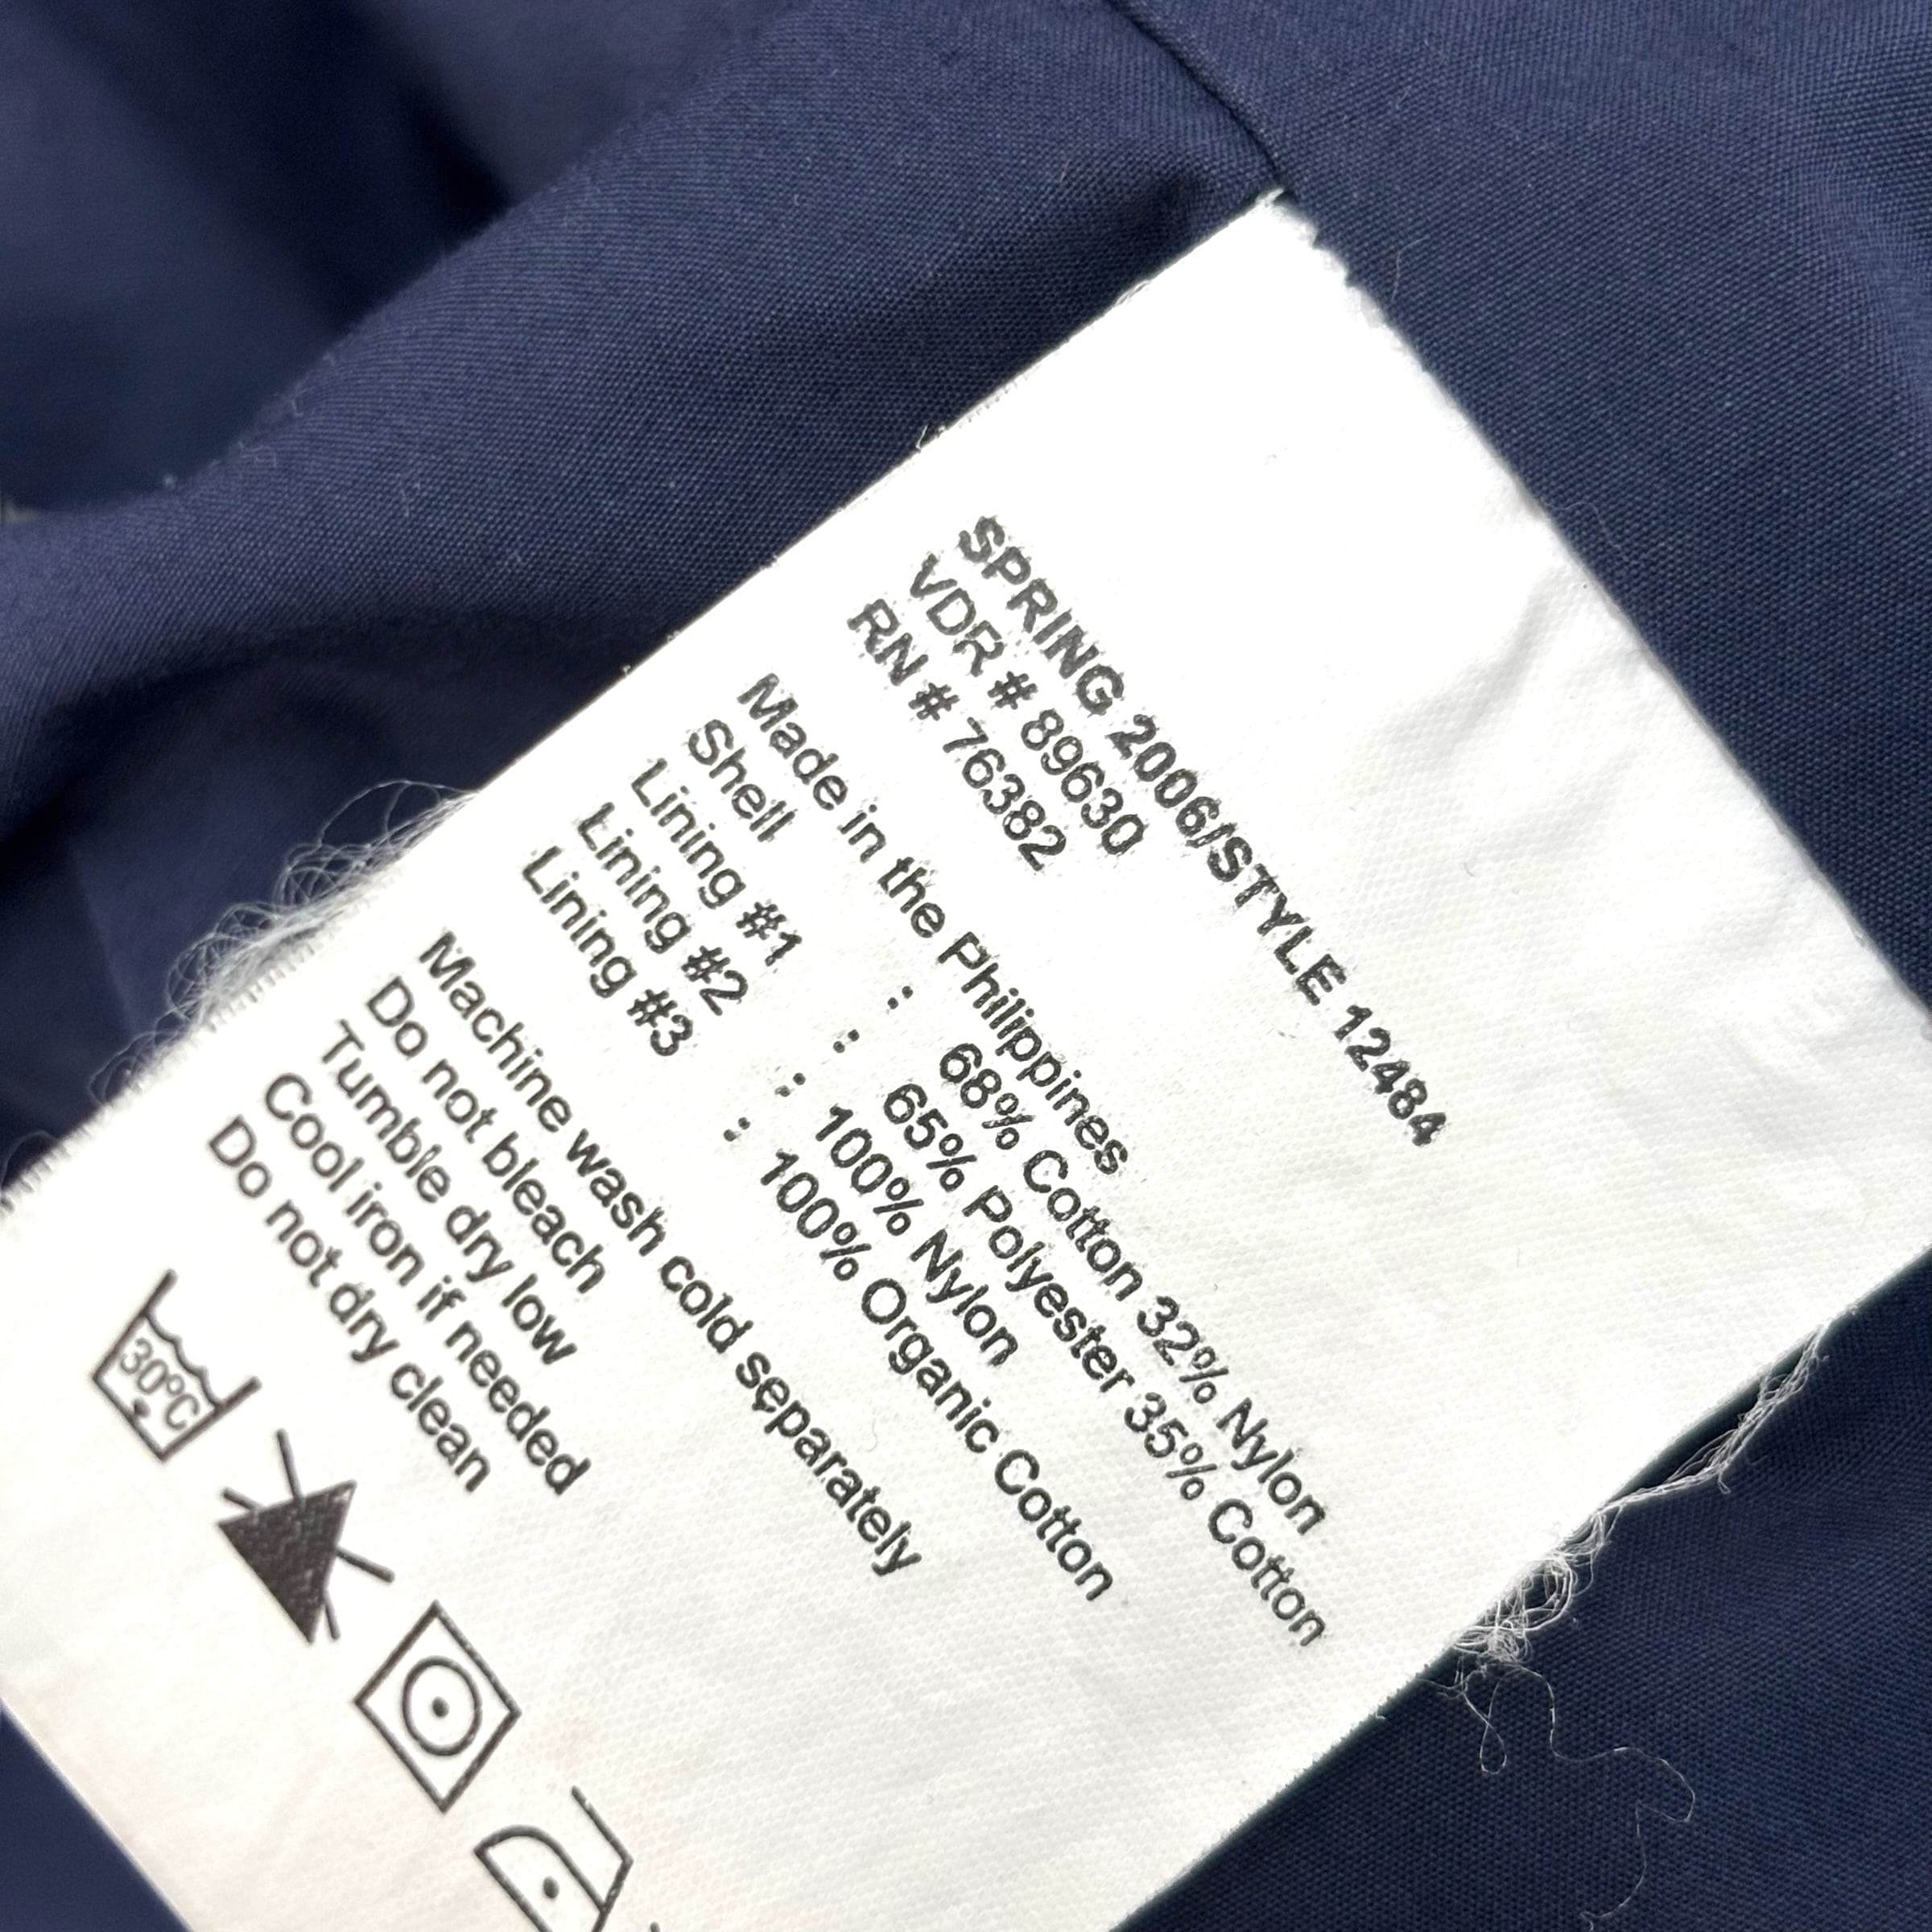 SPRING 2006/STYLE 12484
VDR # 89630
RN # 76382
Made in the Philippines
Shell : 68% Cotton 32% Nylon
Lining #1 : 65% Polyester 35% Cotton
Lining #2 : 100% Nylon
Lining #3 : 100% Organic Cotton
Machine wash cold separately
Do not bleach
Tumble dry low
Cool iron if needed
Do not dry clean
30°C